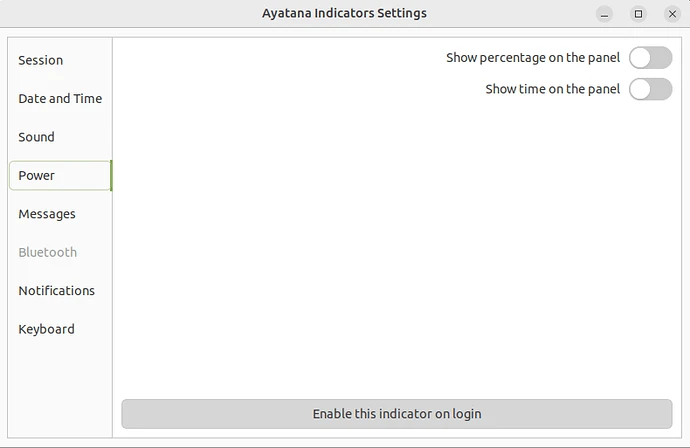 Ayatana Indicators Settings
Session
Date and Time
Sound
Power
Messages
Bluetooth
Notifications
Keyboard
Show percentage on the panel
Show time on the panel
Enable this indicator on login